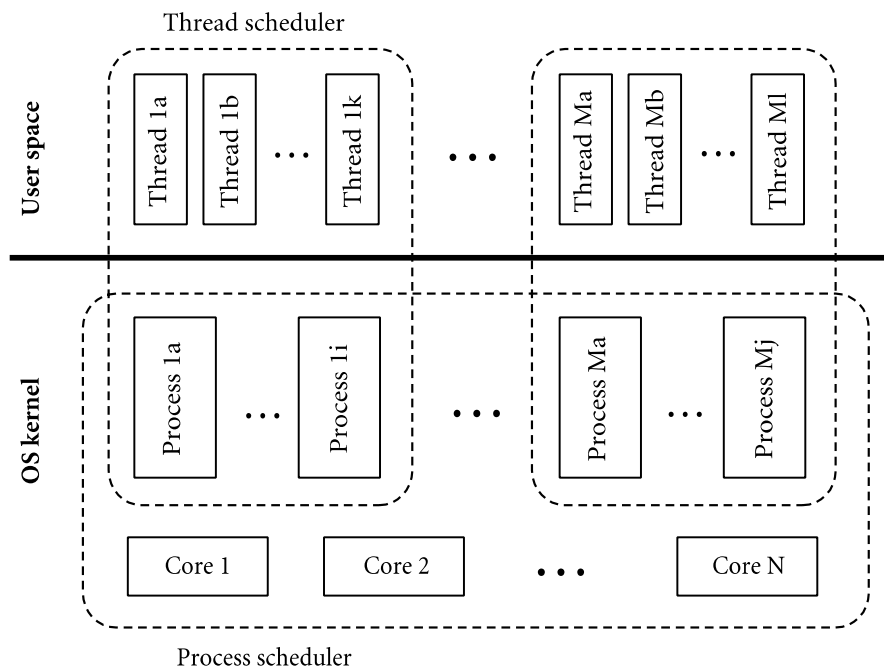 Thread scheduler
User space
Thread 1a
Thread 1b
...
Thread 1k
...
Thread Ma
Thread Mb
...
Thread Ml
OS kernel
Process 1a
...
Process 1i
...
Process Ma
...
Process Mj
Core 1
Core 2
...
Core N
Process scheduler